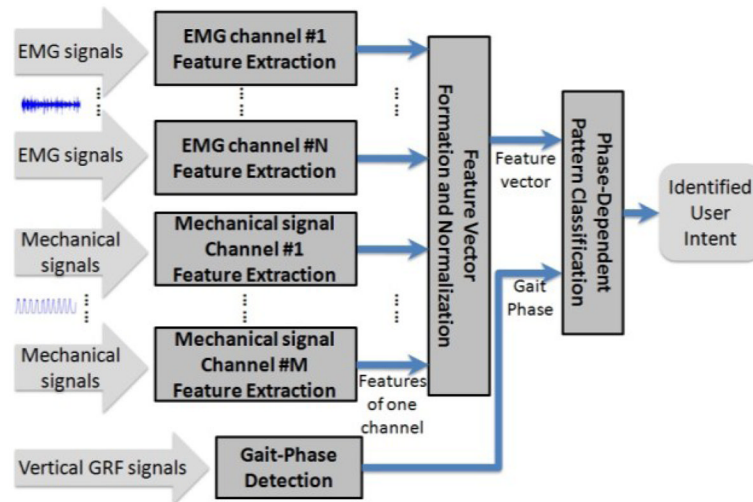 EMG signals
EMG channel #1
Feature Extraction
EMG signals
EMG channel #N
Feature Extraction
Mechanical
signals
Mechanical signal
Channel #1
Feature Extraction
Mechanical
signals
Mechanical signal
Channel #M
Feature Extraction
Features
of one
channel
Vertical GRF signals
Gait-Phase
Detection
Feature Vector
Formation and Normalization
Feature
vector
Gait
Phase
Phase-Dependent
Pattern Classification
Identified
User
Intent